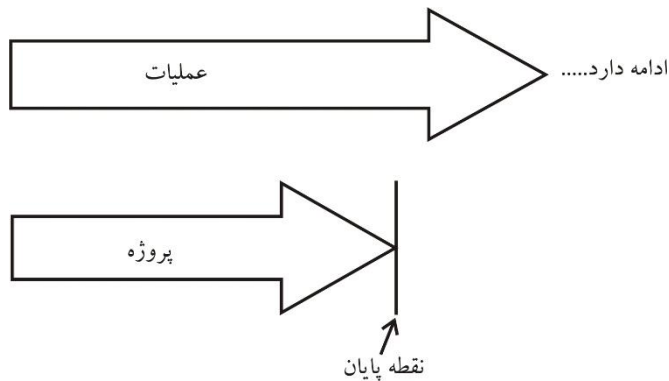 عملیات
ادامه دارد.....
پروژه
نقطه پایان